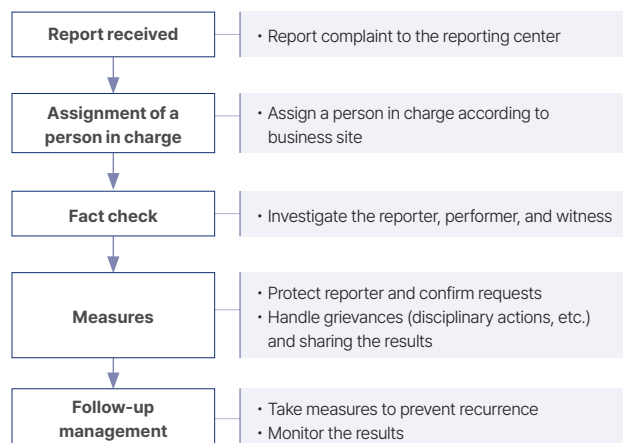 Report received
• Report complaint to the reporting center
Assignment of a
person in charge
• Assign a person in charge according to
business site
Fact check
• Investigate the reporter, performer, and witness
Measures
• Protect reporter and confirm requests
• Handle grievances (disciplinary actions, etc.)
and sharing the results
Follow-up
management
• Take measures to prevent recurrence
• Monitor the results